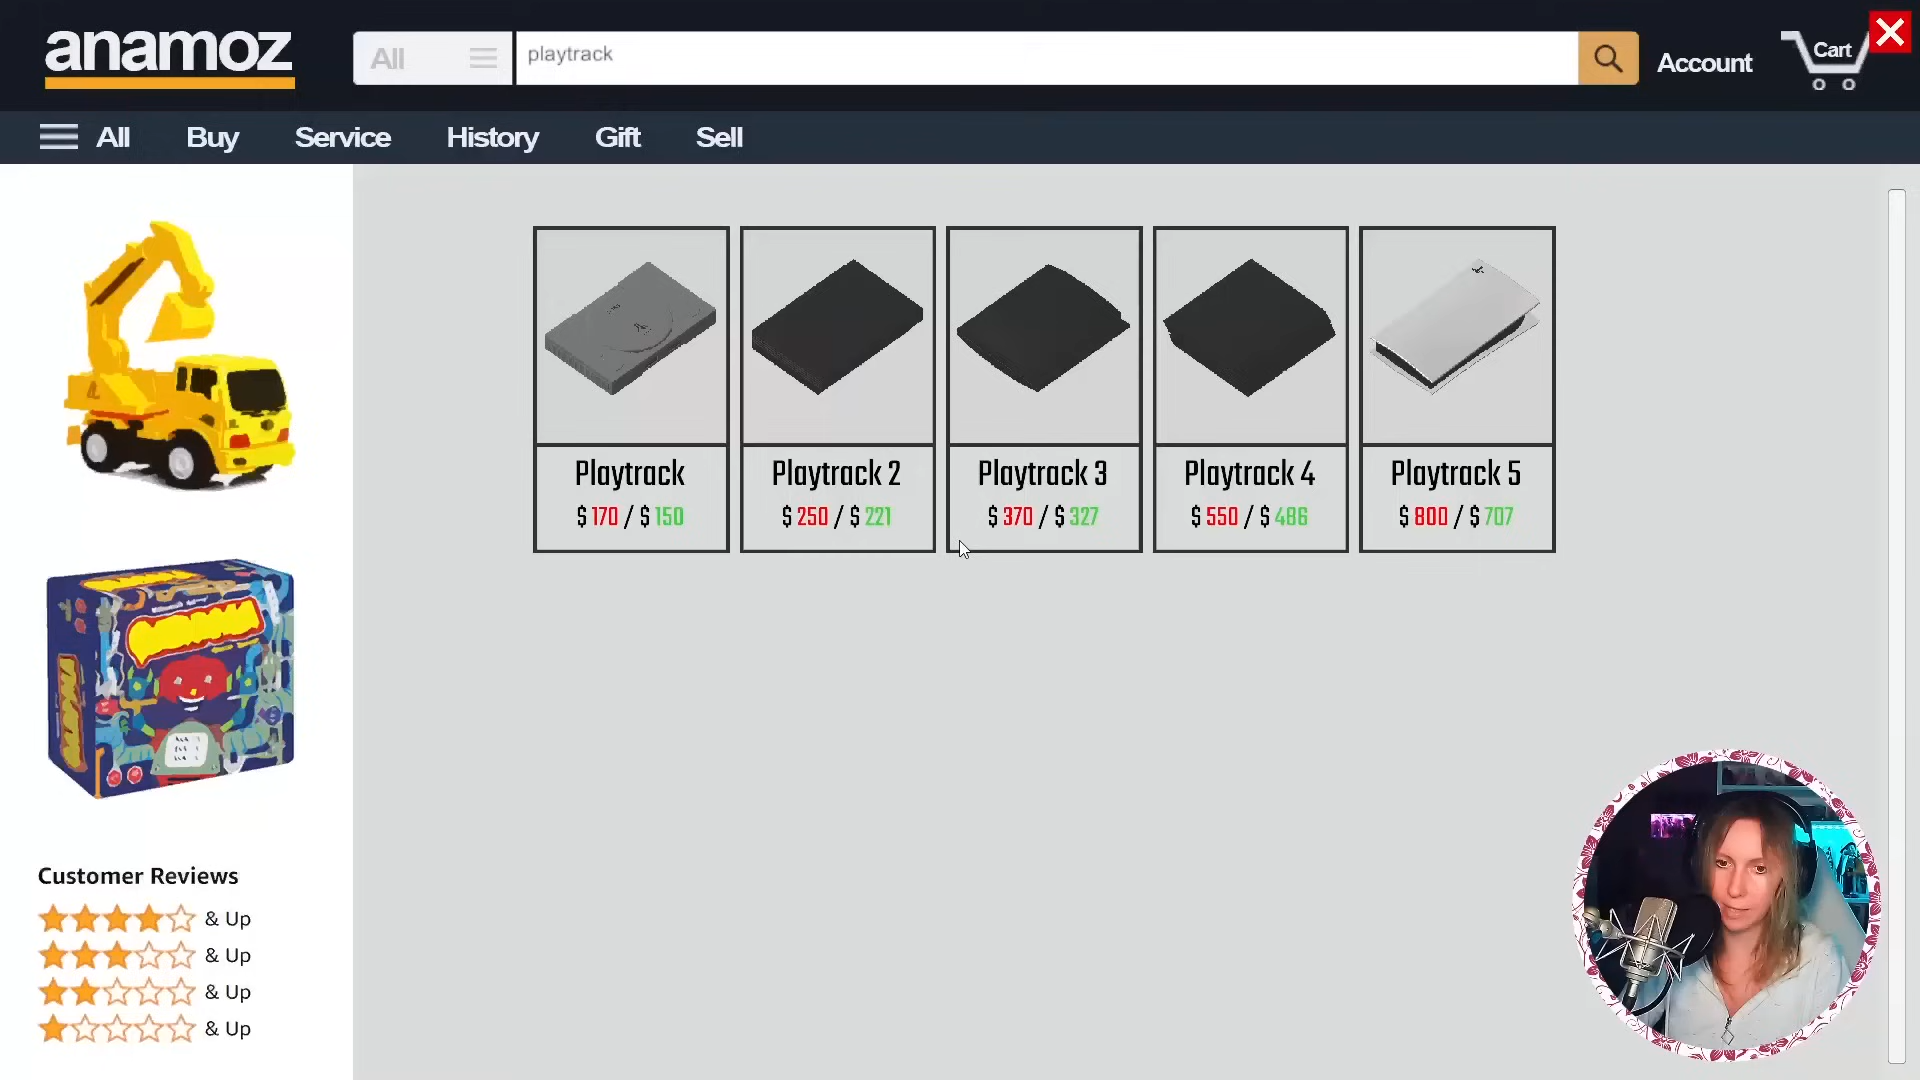 anamoz
All
playtrack
Account
Cart
All
Buy
Service
History
Gift
Sell
Playtrack
$ 170 / $ 150
Playtrack 2
$ 250 / $ 221
Playtrack 3
$ 370 / $ 327
Playtrack 4
$ 550 / $ 486
Playtrack 5
$ 800 / $ 707
Customer Reviews
& Up
& Up
& Up
& Up